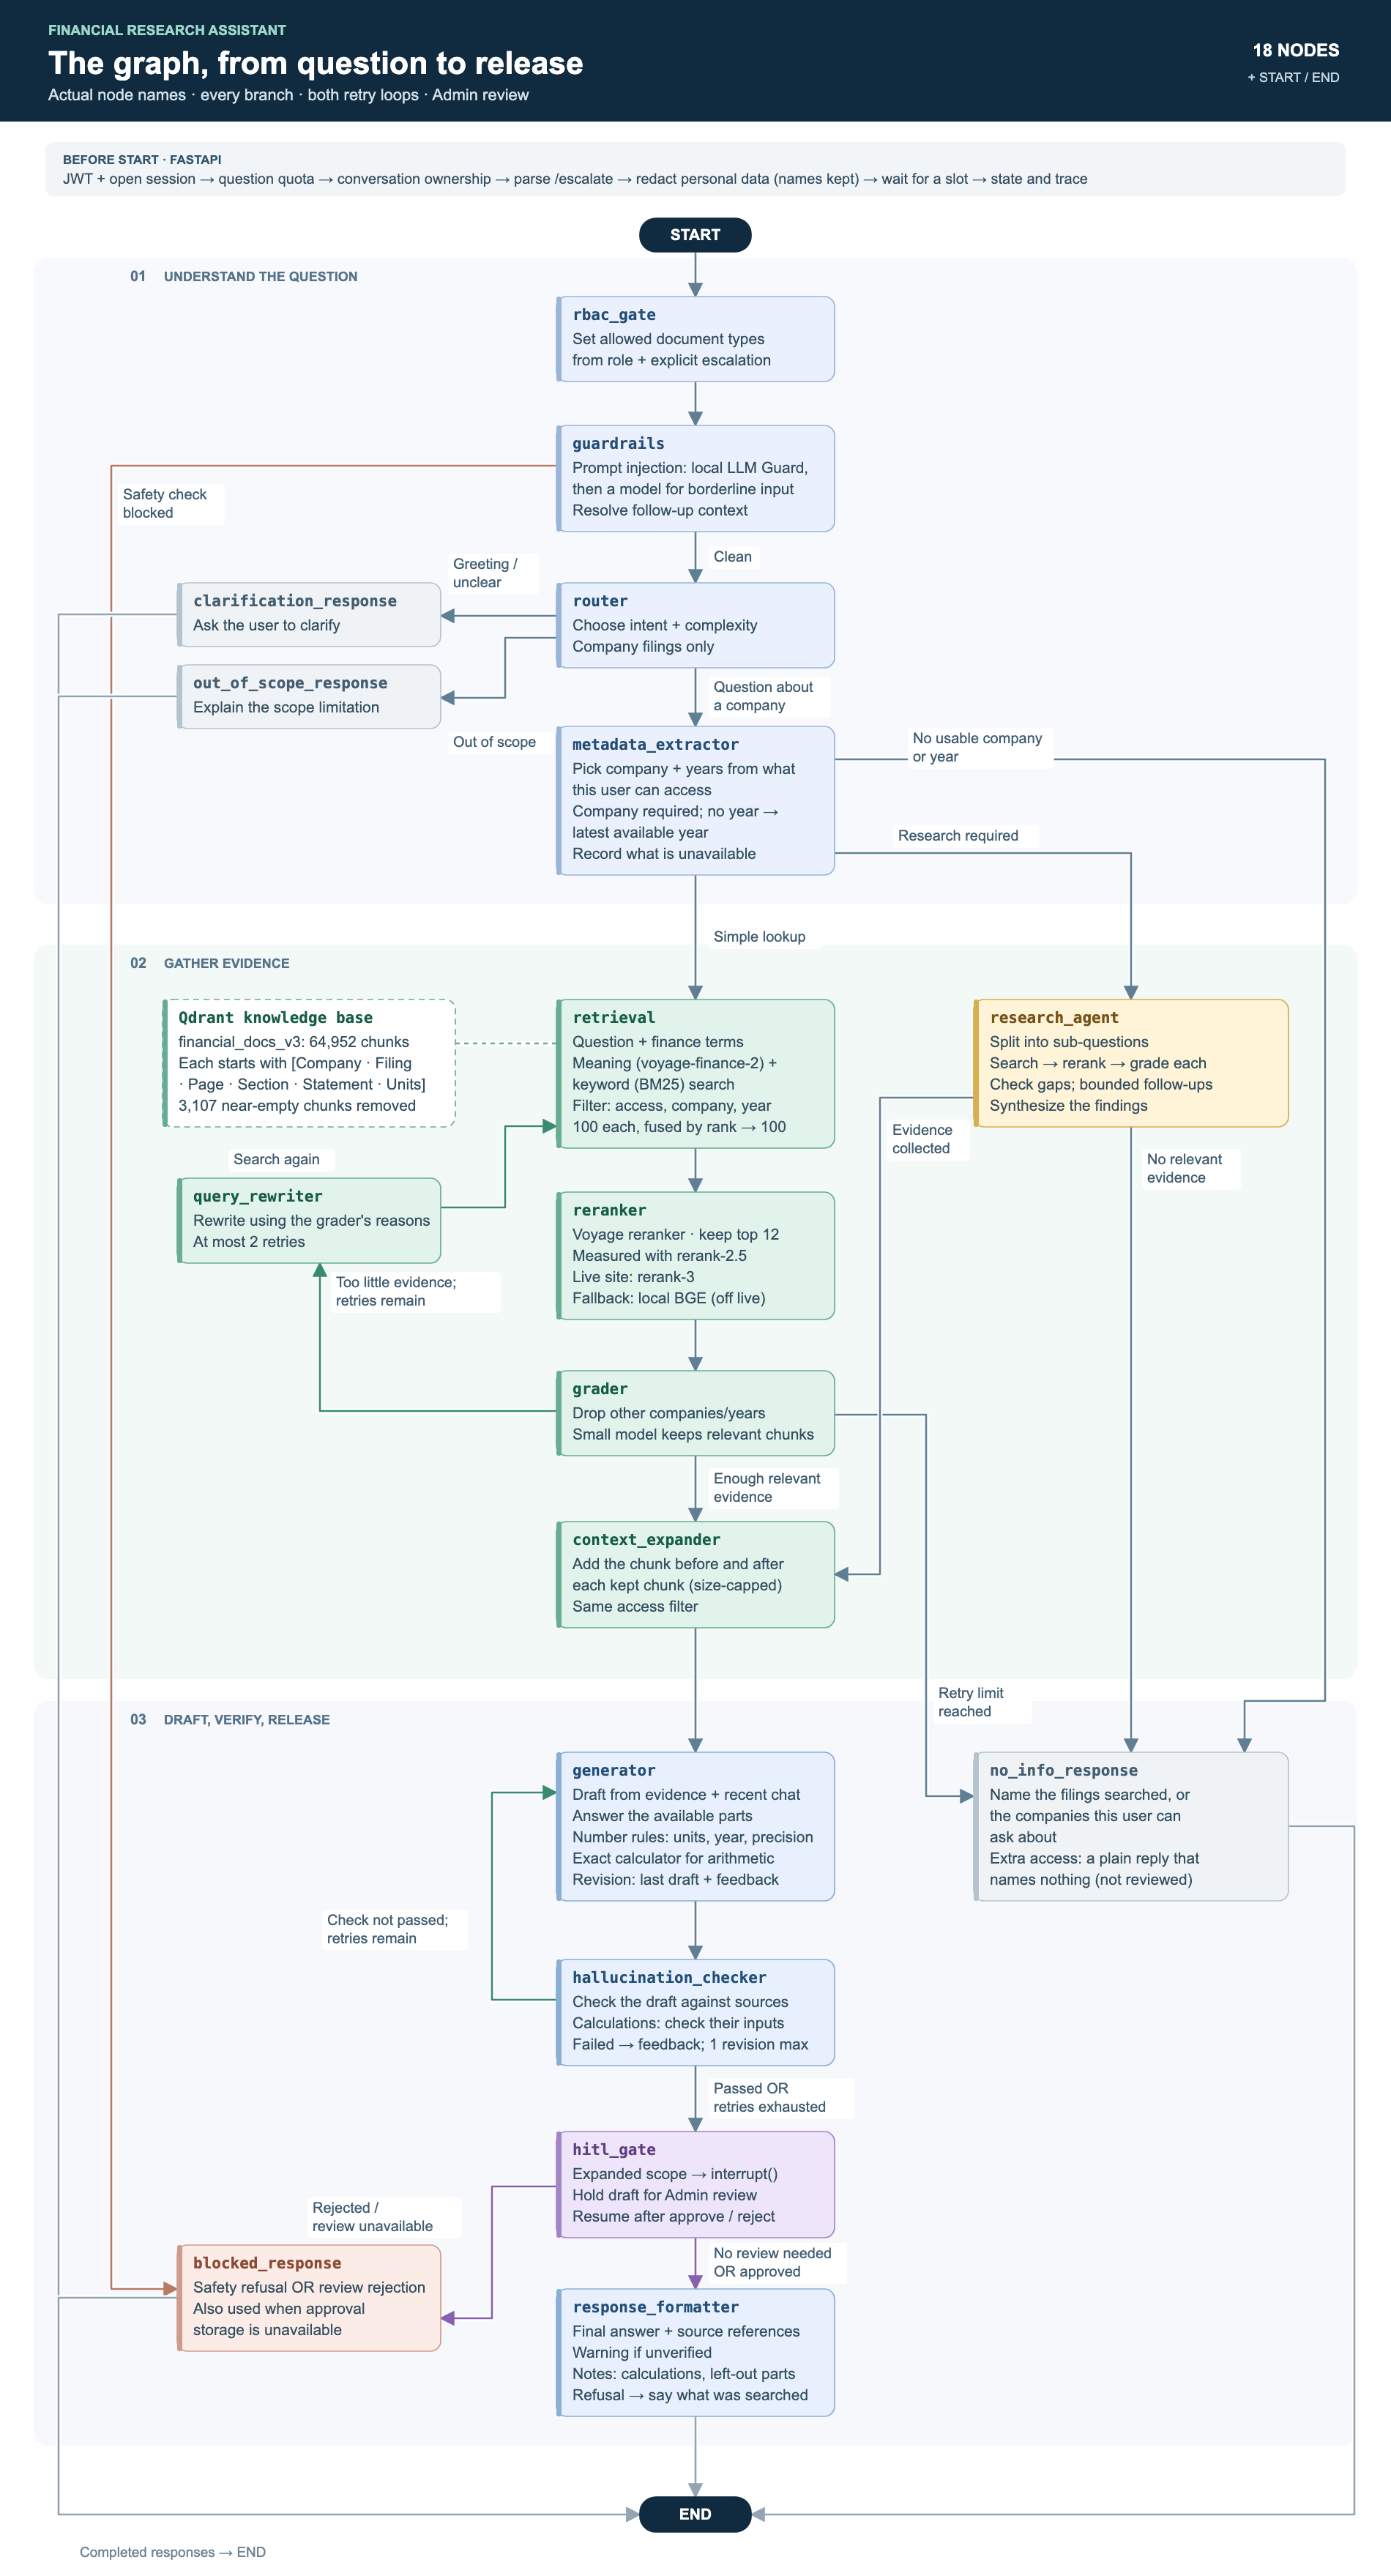 FINANCIAL RESEARCH ASSISTANT
The graph, from question to release
Actual node names · every branch · both retry loops · Admin review
18 NODES
+ START / END
BEFORE START · FASTAPI
JWT + open session → question quota → conversation ownership → parse /escalate → redact personal data (names kept) → wait for a slot → state and trace
START
01 UNDERSTAND THE QUESTION
rbac_gate
Set allowed document types
from role + explicit escalation
guardrails
Prompt injection: local LLM Guard,
then a model for borderline input
Resolve follow-up context
Safety check
blocked
Clean
Greeting /
unclear
clarification_response
Ask the user to clarify
router
Choose intent + complexity
Company filings only
out_of_scope_response
Explain the scope limitation
Out of scope
Question about
a company
metadata_extractor
Pick company + years from what
this user can access
Company required; no year →
latest available year
Record what is unavailable
No usable company
or year
Research required
Simple lookup
02 GATHER EVIDENCE
Qdrant knowledge base
financial_docs_v3: 64,952 chunks
Each starts with [Company · Filing
· Page · Section · Statement · Units]
3,107 near-empty chunks removed
retrieval
Question + finance terms
Meaning (voyage-finance-2) +
keyword (BM25) search
Filter: access, company, year
100 each, fused by rank → 100
research_agent
Split into sub-questions
Search → rerank → grade each
Check gaps; bounded follow-ups
Synthesize the findings
Evidence
collected
No relevant
evidence
Search again
query_rewriter
Rewrite using the grader's reasons
At most 2 retries
Too little evidence;
retries remain
reranker
Voyage reranker · keep top 12
Measured with rerank-2.5
Live site: rerank-3
Fallback: local BGE (off live)
grader
Drop other companies/years
Small model keeps relevant chunks
Enough relevant
evidence
context_expander
Add the chunk before and after
each kept chunk (size-capped)
Same access filter
Retry limit
reached
03 DRAFT, VERIFY, RELEASE
generator
Draft from evidence + recent chat
Answer the available parts
Number rules: units, year, precision
Exact calculator for arithmetic
Revision: last draft + feedback
no_info_response
Name the filings searched, or
the companies this user can
ask about
Extra access: a plain reply that
names nothing (not reviewed)
Check not passed;
retries remain
hallucination_checker
Check the draft against sources
Calculations: check their inputs
Failed → feedback; 1 revision max
Passed OR
retries exhausted
hitl_gate
Expanded scope → interrupt()
Hold draft for Admin review
Resume after approve / reject
Rejected /
review unavailable
No review needed
OR approved
blocked_response
Safety refusal OR review rejection
Also used when approval
storage is unavailable
response_formatter
Final answer + source references
Warning if unverified
Notes: calculations, left-out parts
Refusal → say what was searched
END
Completed responses → END